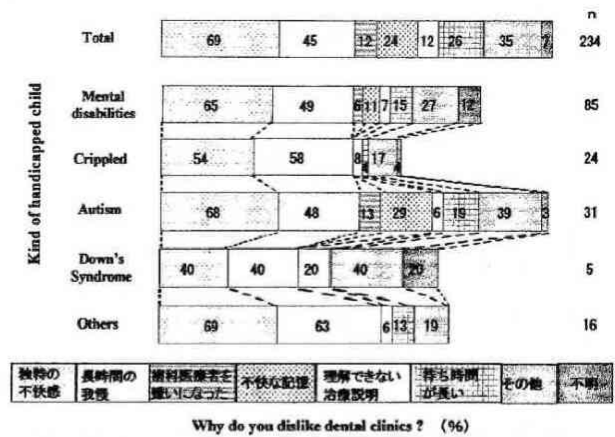 n
Total 69 45 12 24 12 26 35 7 234
Kind of handicapped child
Mental
disabilities 65 49 6 11 7 15 27 12 85
Crippled 54 58 8 4 17 4 24
Autism 68 48 13 29 6 19 39 3 31
Down's
Syndrome 40 40 20 40 20 5
Others 69 63 6 13 19 16
独特の
不快感
長時間の
我慢
歯科医療者を
嫌いになった
不快な記憶
理解できない
治療説明
待ち時間
が長い
その他
不明
Why do you dislike dental clinics ? (%)